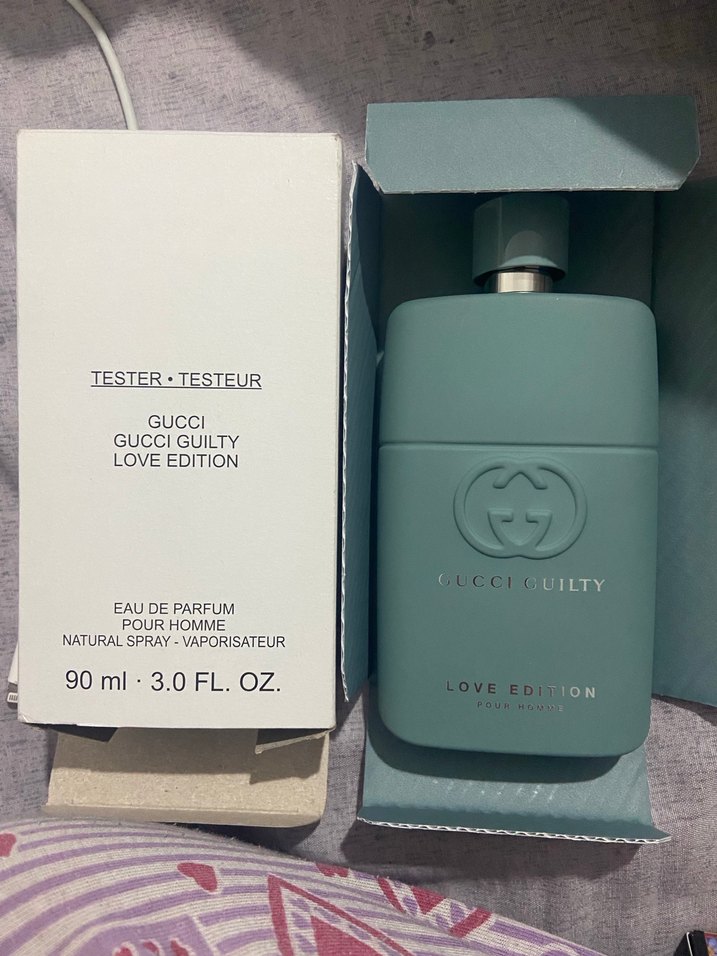 TESTER • TESTEUR
GUCCI
GUCCI GUILTY
LOVE EDITION
EAU DE PARFUM
POUR HOMME
NATURAL SPRAY - VAPORISATEUR
90 ml · 3.0 FL. OZ.
GUCCI GUILTY
LOVE EDITION
POUR HOMME